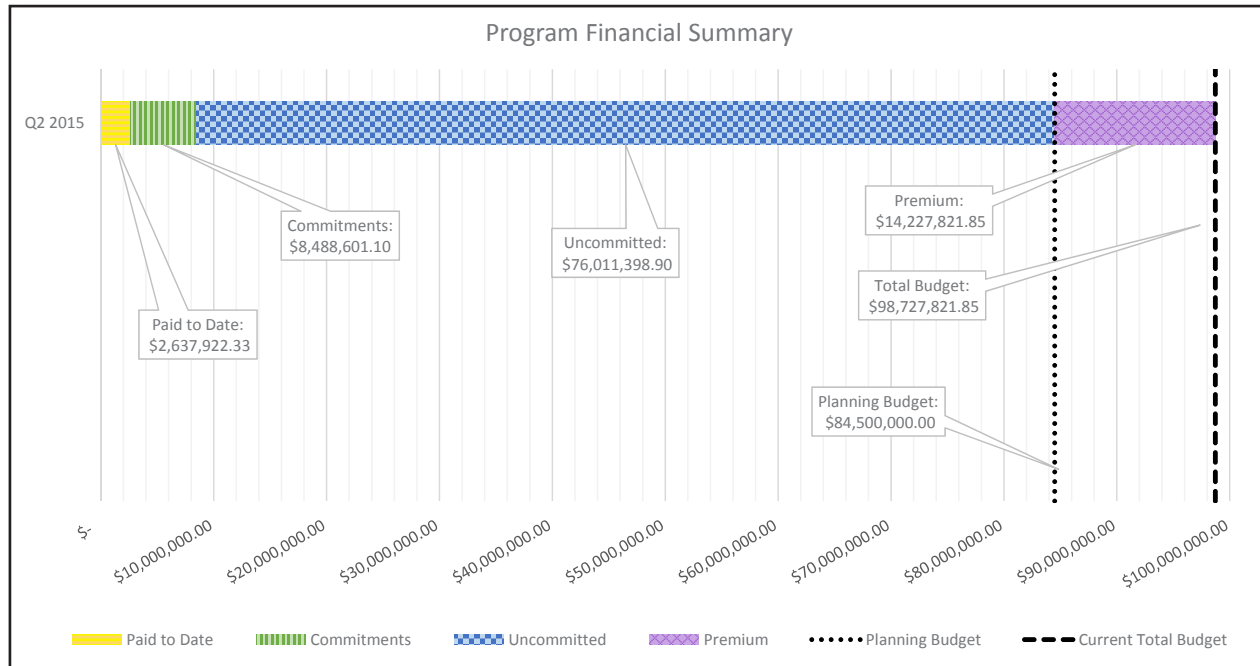 Program Financial Summary
Q2 2015
Premium:
$14,227,821.85
Commitments:
$8,488,601.10
Uncommitted:
$76,011,398.90
Total Budget:
$98,727,821.85
Paid to Date:
$2,637,922.33
Planning Budget:
$84,500,000.00
$-
$10,000,000.00
$20,000,000.00
$30,000,000.00
$40,000,000.00
$50,000,000.00
$60,000,000.00
$70,000,000.00
$80,000,000.00
$90,000,000.00
$100,000,000.00
Paid to Date
Commitments
Uncommitted
Premium
Planning Budget
Current Total Budget